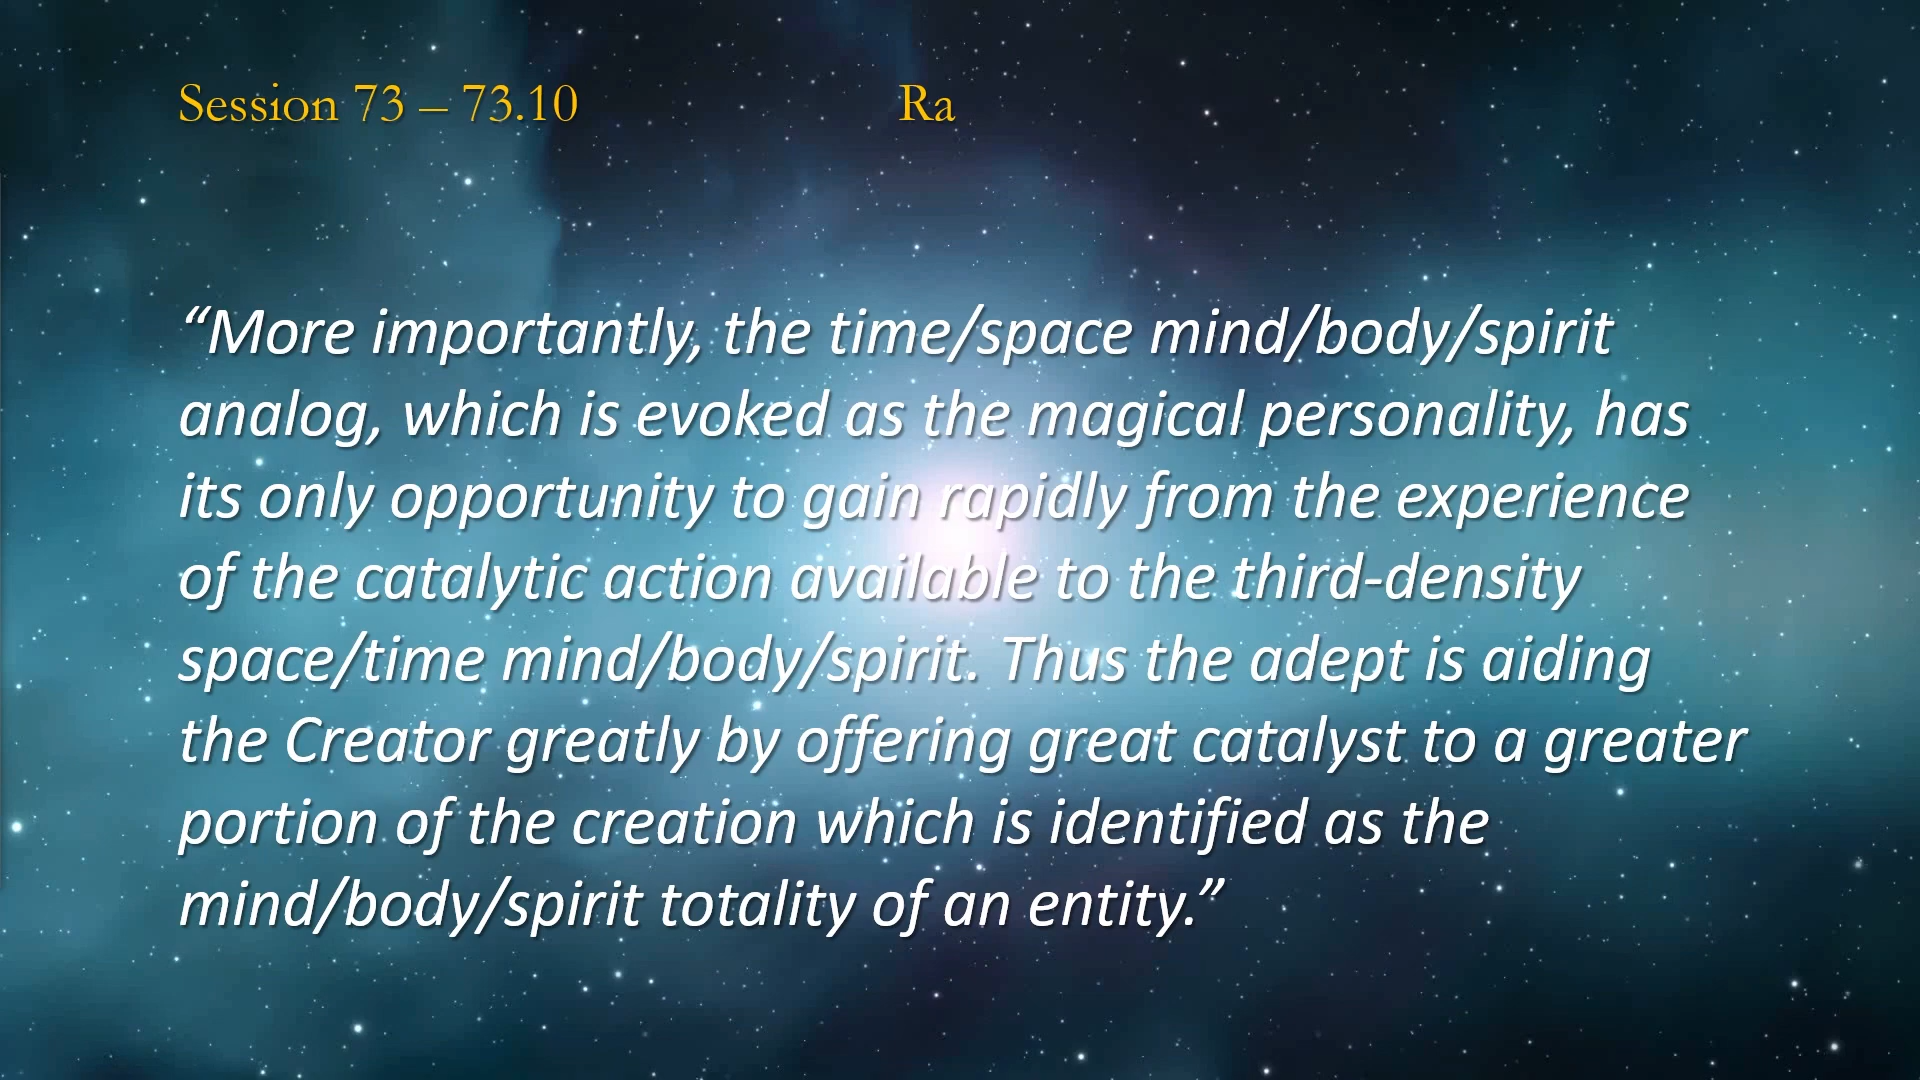 Session 73 – 73.10 Ra
“More importantly, the time/space mind/body/spirit
analog, which is evoked as the magical personality, has
its only opportunity to gain rapidly from the experience
of the catalytic action available to the third-density
space/time mind/body/spirit. Thus the adept is aiding
the Creator greatly by offering great catalyst to a greater
portion of the creation which is identified as the
mind/body/spirit totality of an entity.”